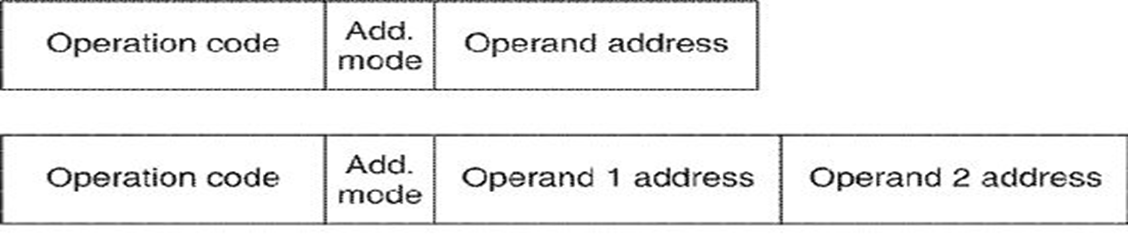 Operation code
Add.
mode
Operand address
Operation code
Add.
mode
Operand 1 address
Operand 2 address